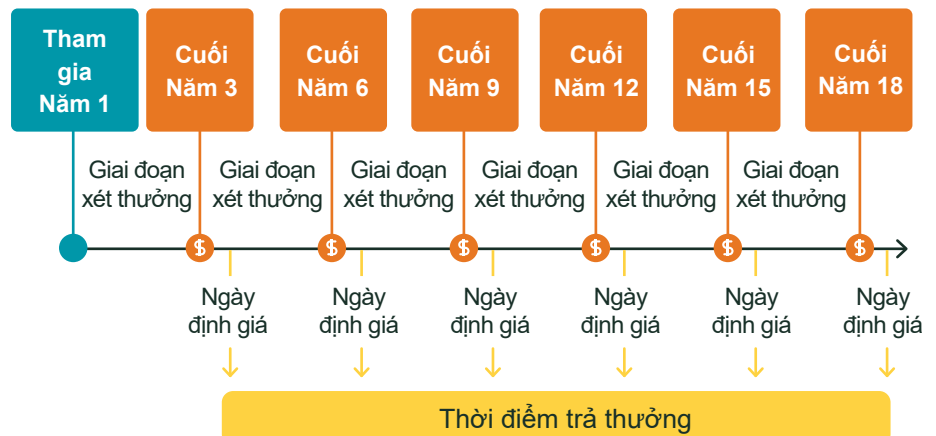 Tham
gia
Năm 1
Cuối
Năm 3
Cuối
Năm 6
Cuối
Năm 9
Cuối
Năm 12
Cuối
Năm 15
Cuối
Năm 18
Giai đoạn
xét thưởng
Giai đoạn
xét thưởng
Giai đoạn
xét thưởng
Giai đoạn
xét thưởng
Giai đoạn
xét thưởng
Giai đoạn
xét thưởng
$ $ $ $ $ $
Ngày
định giá
Ngày
định giá
Ngày
định giá
Ngày
định giá
Ngày
định giá
Ngày
định giá
Thời điểm trả thưởng